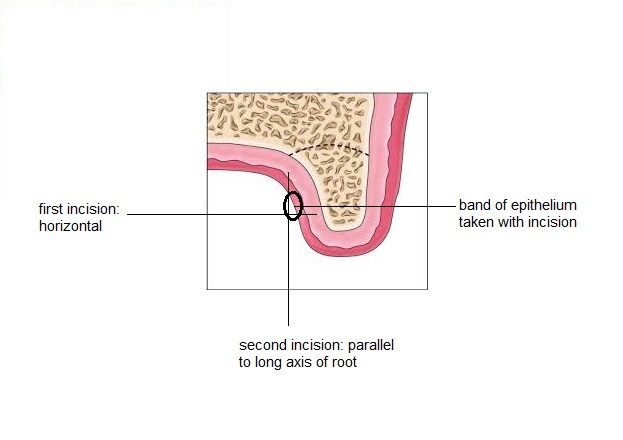 first incision:
horizontal
band of epithelium
taken with incision
second incision: parallel
to long axis of root